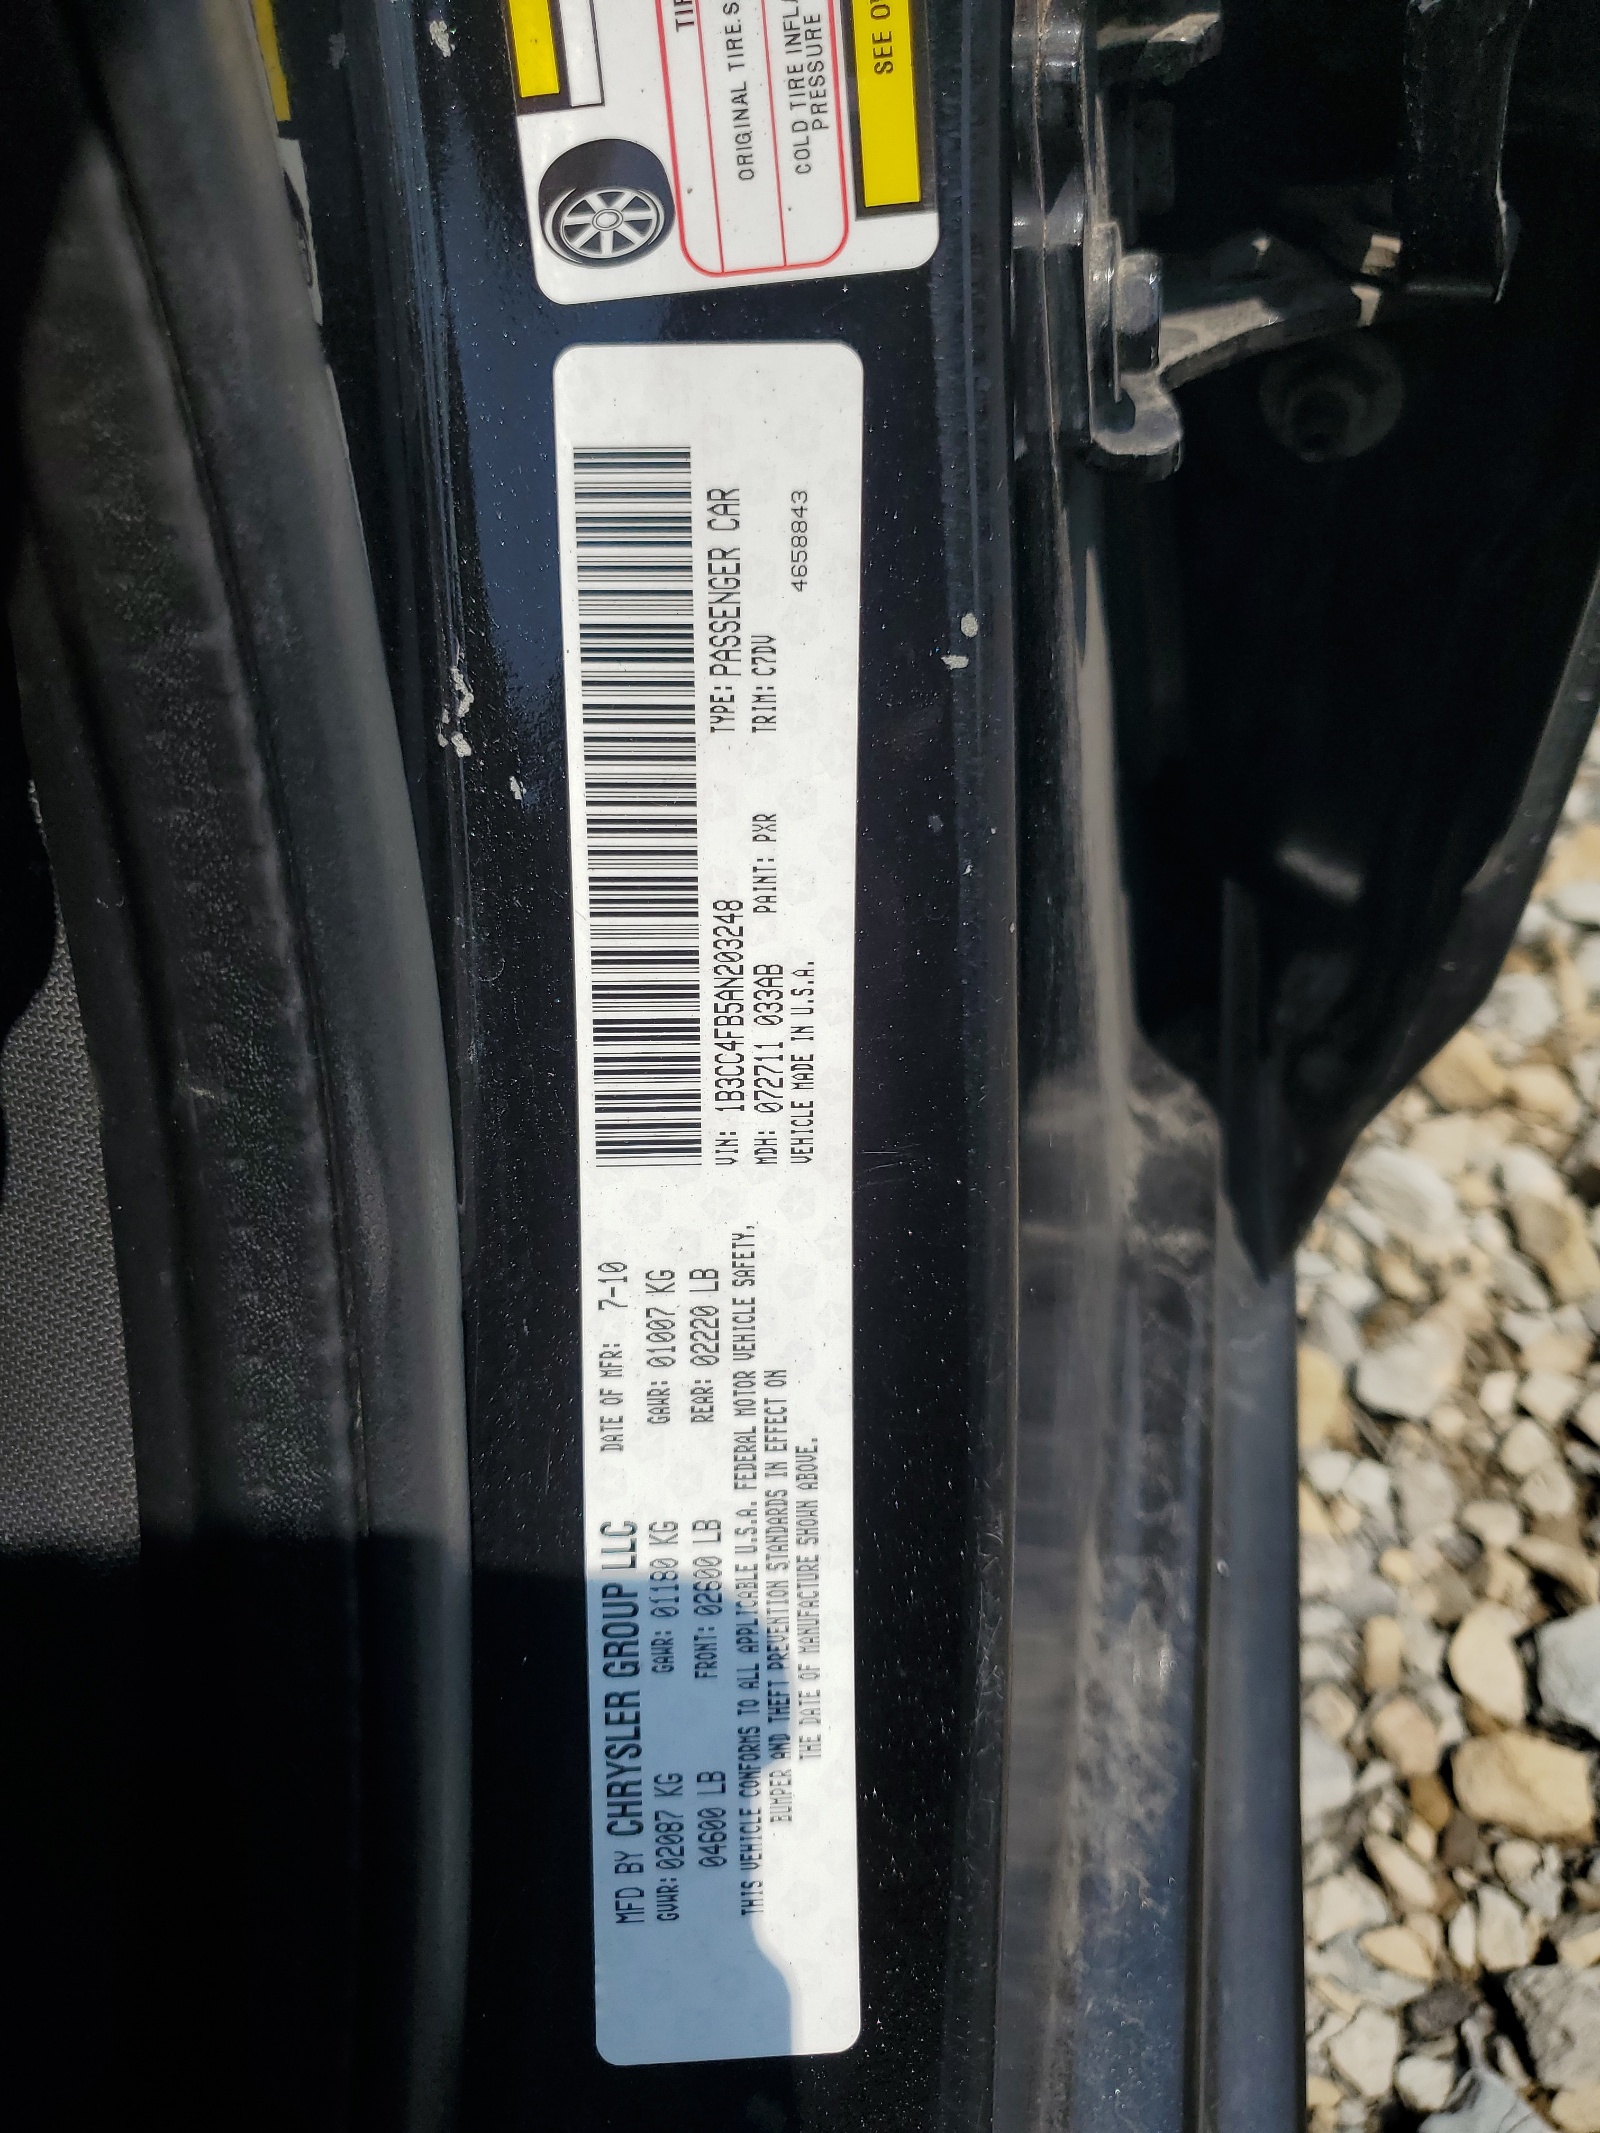 MFD BY CHRYSLER GROUP LLC DATE OF MFR: 7-10
GVWR: 02087 KG GAWR: 01180 KG GAWR: 01007 KG
04600 LB FRONT: 02600 LB REAR: 02220 LB
THIS VEHICLE CONFORMS TO ALL APPLICABLE U.S.A. FEDERAL MOTOR VEHICLE SAFETY,
BUMPER AND THEFT PREVENTION STANDARDS IN EFFECT ON
THE DATE OF MANUFACTURE SHOWN ABOVE.
VIN: 1B3CC4FB5AN203248 TYPE: PASSENGER CAR
MDH: 072711 033AB PAINT: PXR TRIM: C7DV
VEHICLE MADE IN U.S.A. 4658843
ORIGINAL TIRE S
COLD TIRE INFLA
PRESSURE
SEE